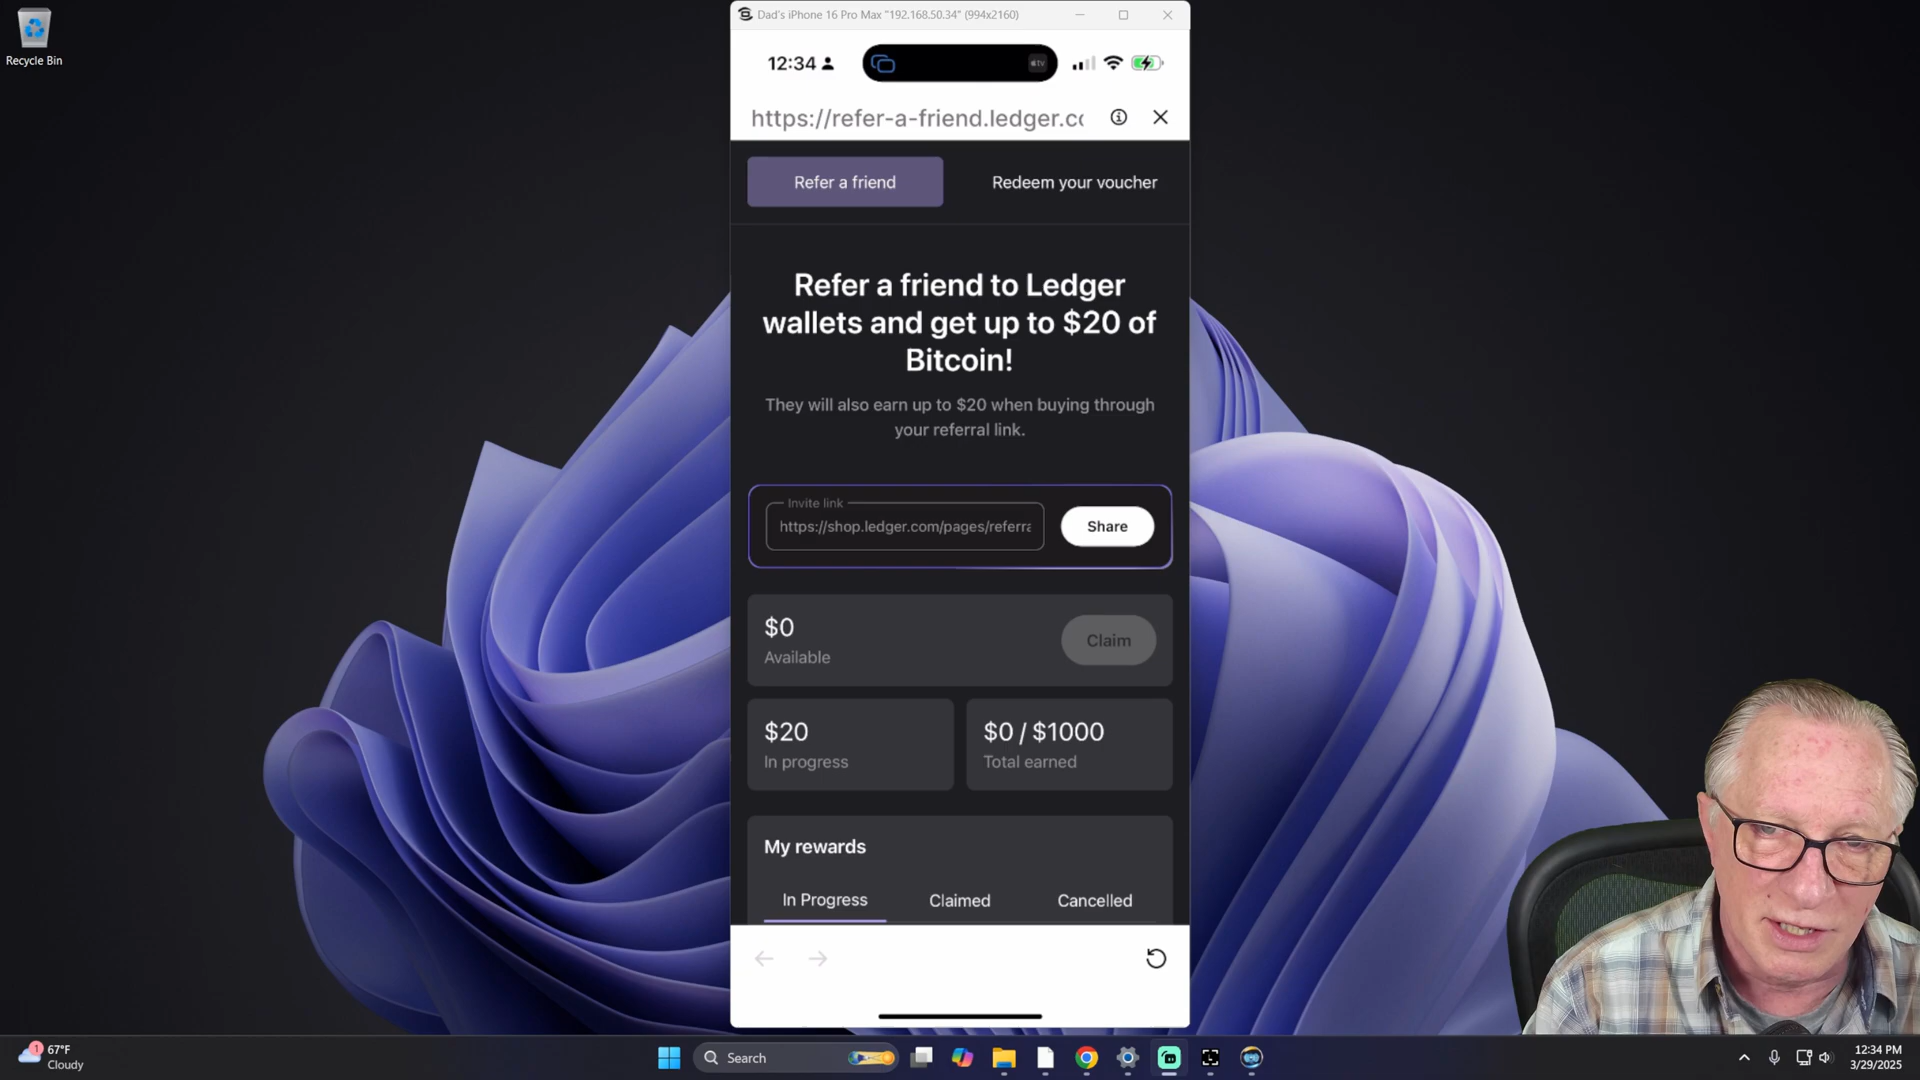 Recycle Bin
Dad's iPhone 16 Pro Max "192.168.50.34" (994x2160)
12:34
tv
https://refer-a-friend.ledger.co
Refer a friend
Redeem your voucher
Refer a friend to Ledger
wallets and get up to $20 of
Bitcoin!
They will also earn up to $20 when buying through
your referral link.
Invite link
https://shop.ledger.com/pages/referra
Share
$0
Available
Claim
$20
In progress
$0 / $1000
Total earned
My rewards
In Progress
Claimed
Cancelled
1
67°F
Cloudy
Search
12:34 PM
3/29/2025